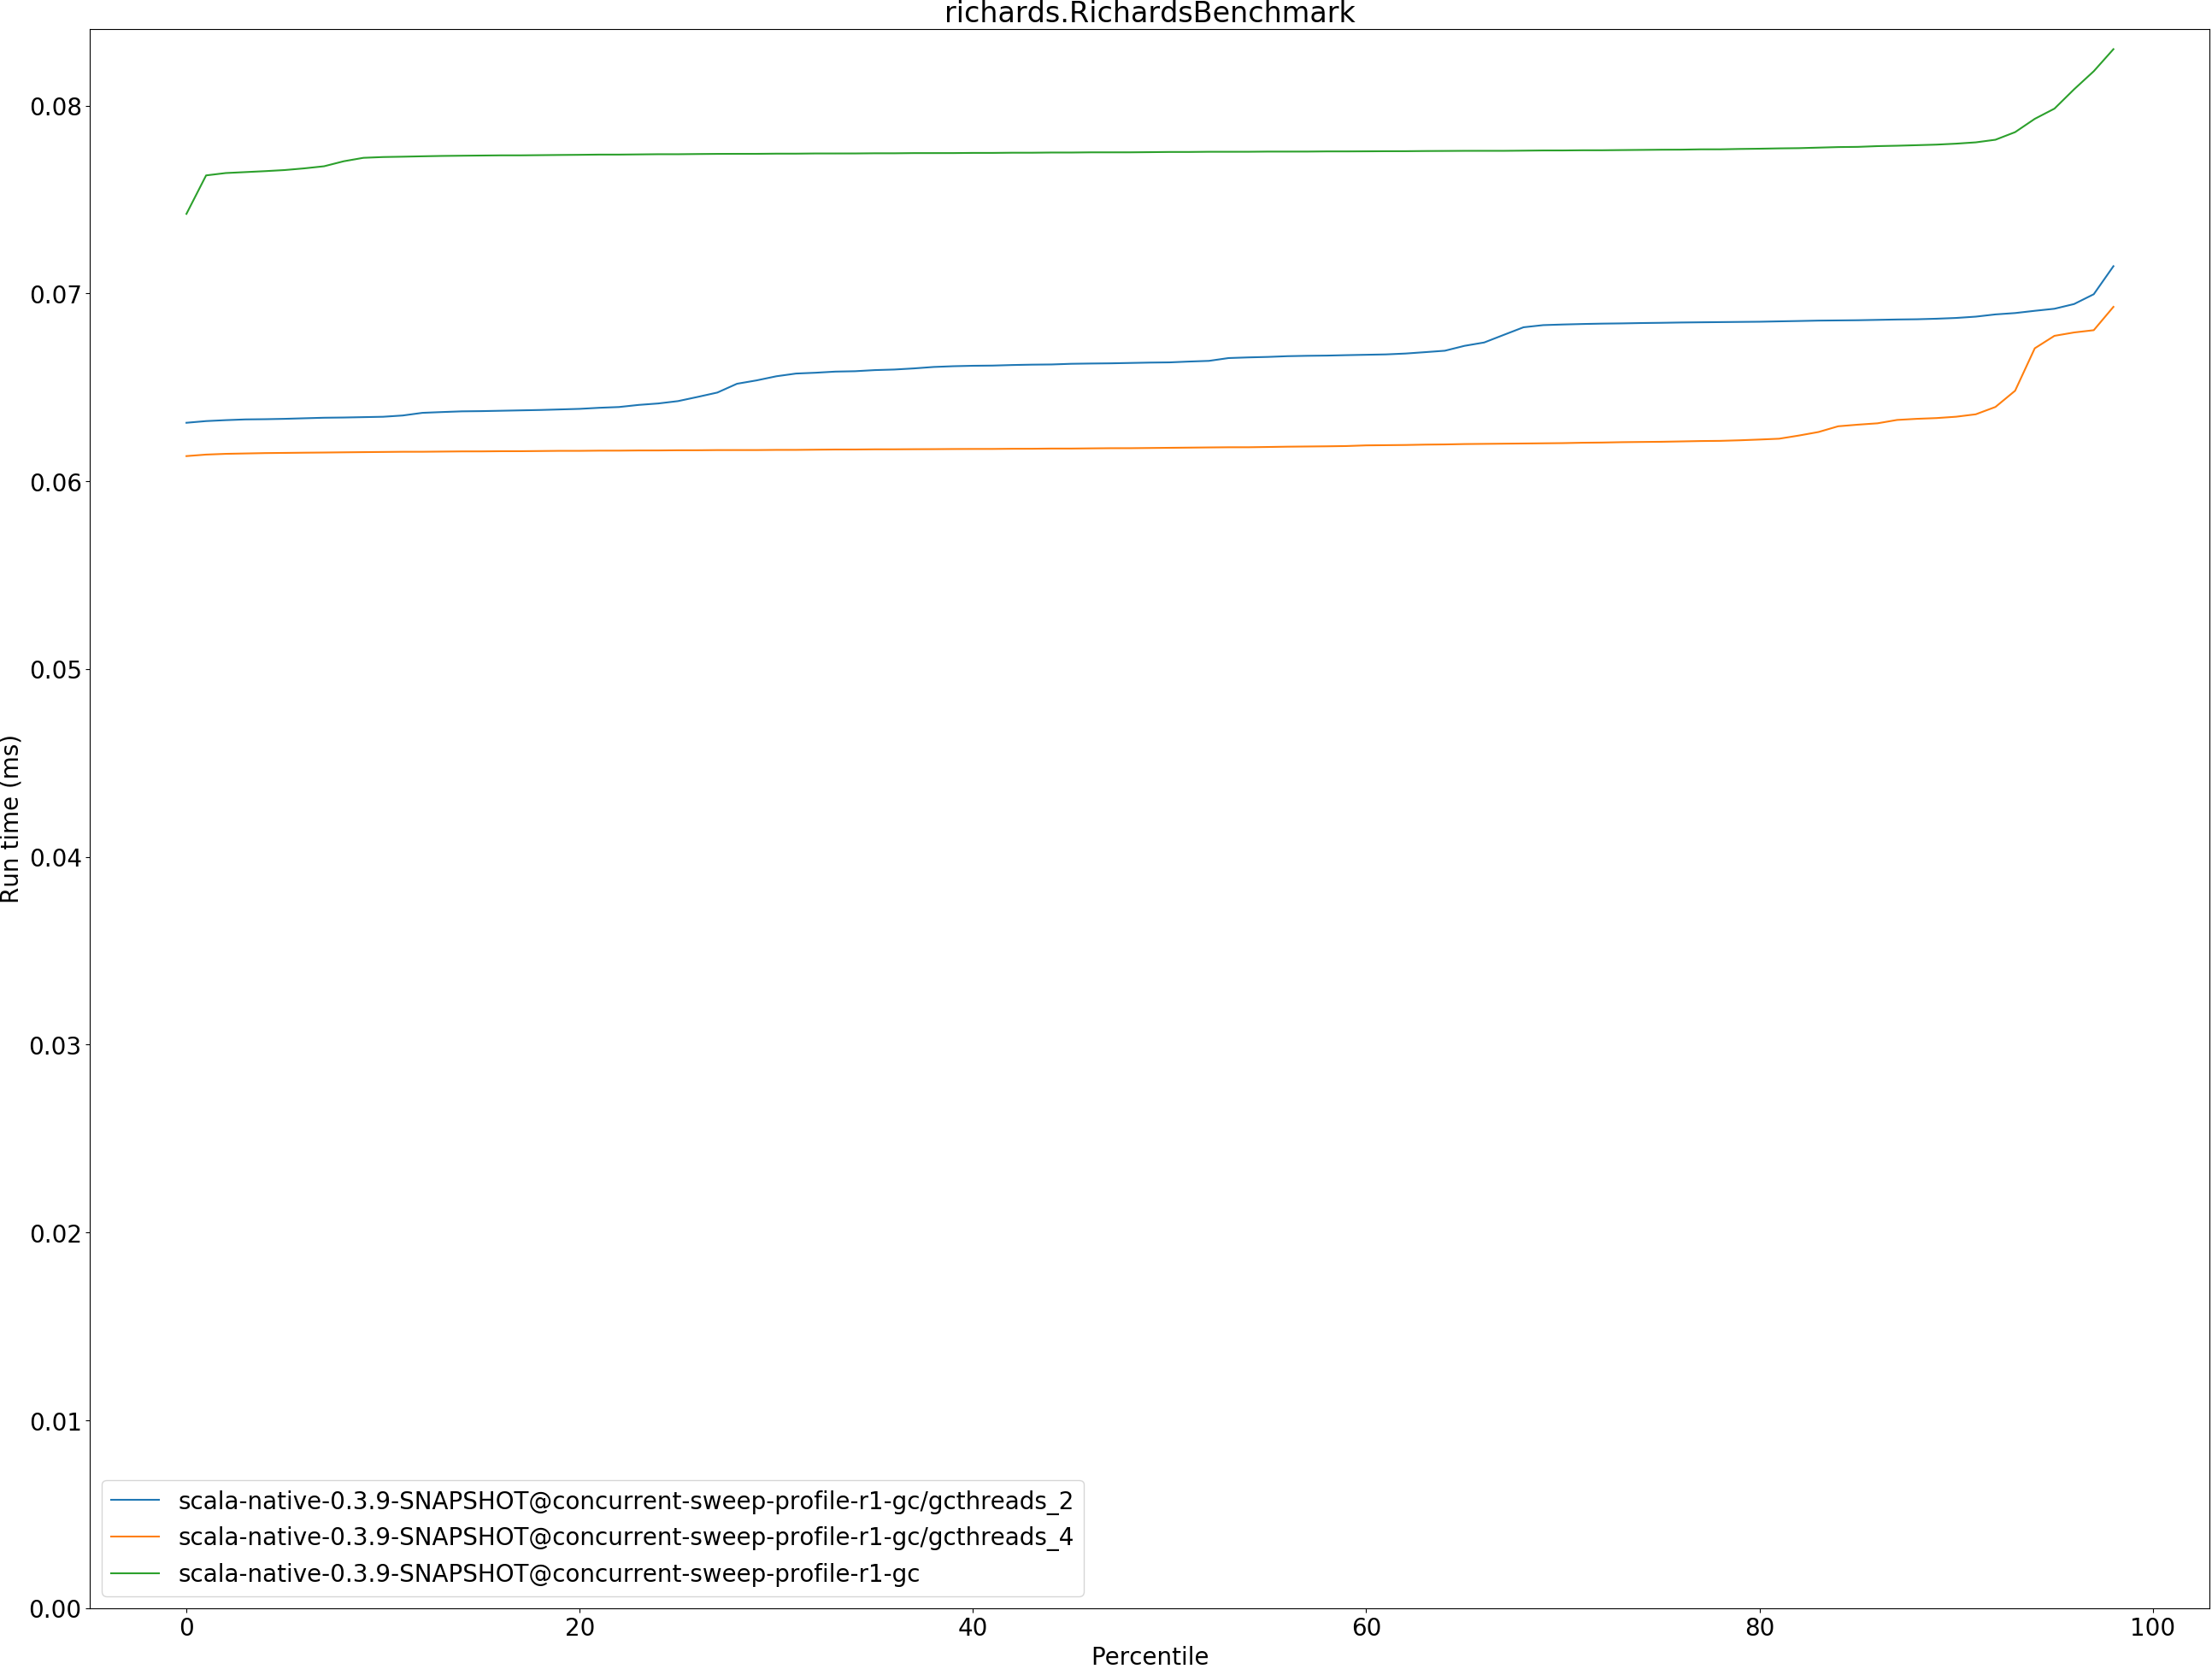 richards.RichardsBenchmark
0.08
0.07
0.06
0.05
0.04
0.03
0.02
0.01
0.00
Run time (ms)
scala-native-0.3.9-SNAPSHOT@concurrent-sweep-profile-r1-gc/gcthreads_2
scala-native-0.3.9-SNAPSHOT@concurrent-sweep-profile-r1-gc/gcthreads_4
scala-native-0.3.9-SNAPSHOT@concurrent-sweep-profile-r1-gc
0 20 40 60 80 100
Percentile